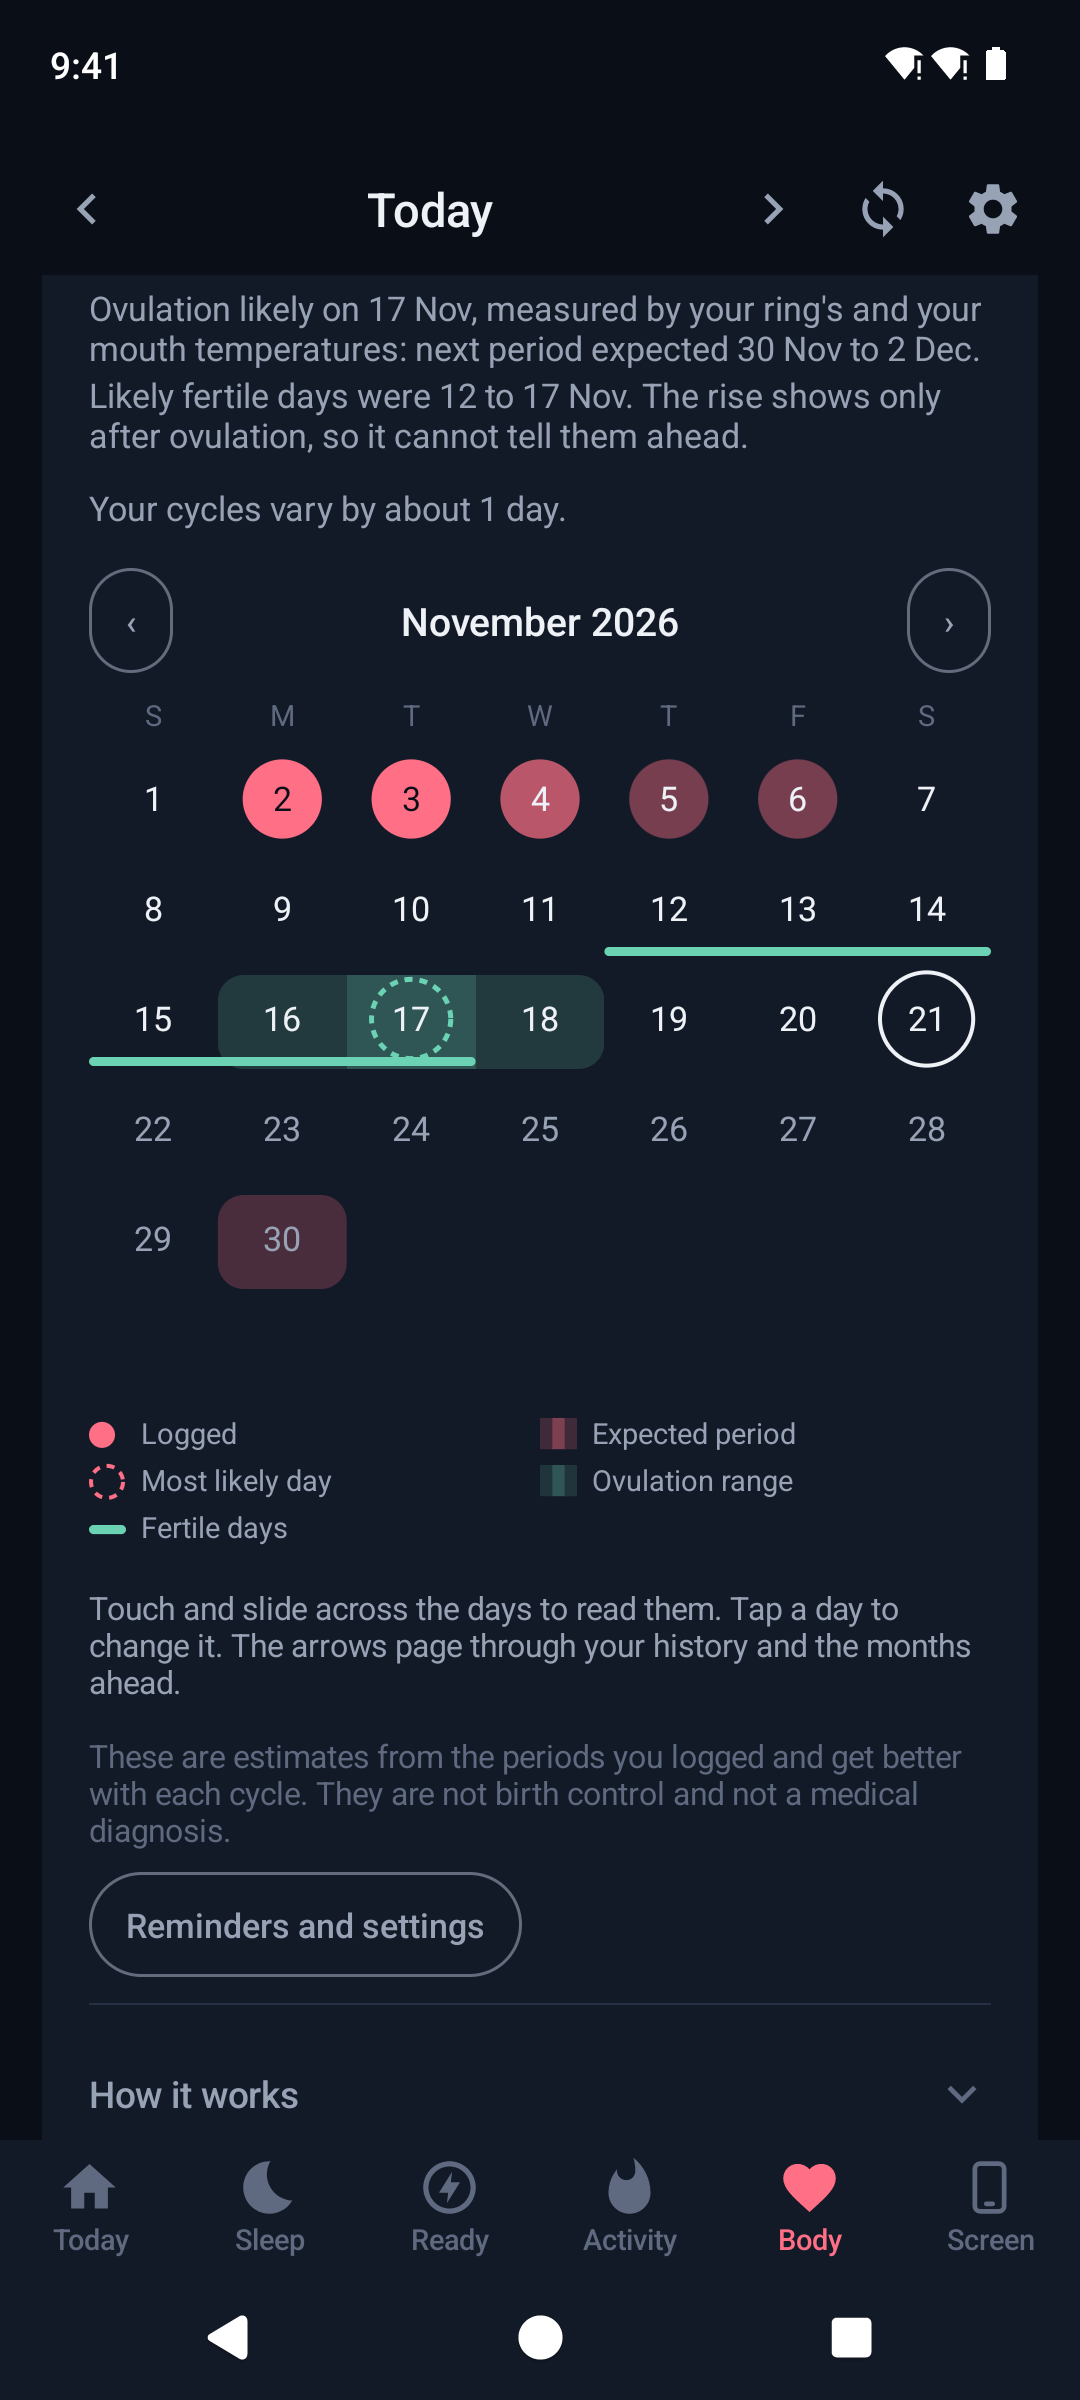 9:41
Today
Ovulation likely on 17 Nov, measured by your ring's and your
mouth temperatures: next period expected 30 Nov to 2 Dec.
Likely fertile days were 12 to 17 Nov. The rise shows only
after ovulation, so it cannot tell them ahead.
Your cycles vary by about 1 day.
‹ November 2026 ›
S M T W T F S
1 2 3 4 5 6 7
8 9 10 11 12 13 14
15 16 17 18 19 20 21
22 23 24 25 26 27 28
29 30
Logged Expected period
Most likely day Ovulation range
Fertile days
Touch and slide across the days to read them. Tap a day to
change it. The arrows page through your history and the months
ahead.
These are estimates from the periods you logged and get better
with each cycle. They are not birth control and not a medical
diagnosis.
Reminders and settings
How it works
Today Sleep Ready Activity Body Screen